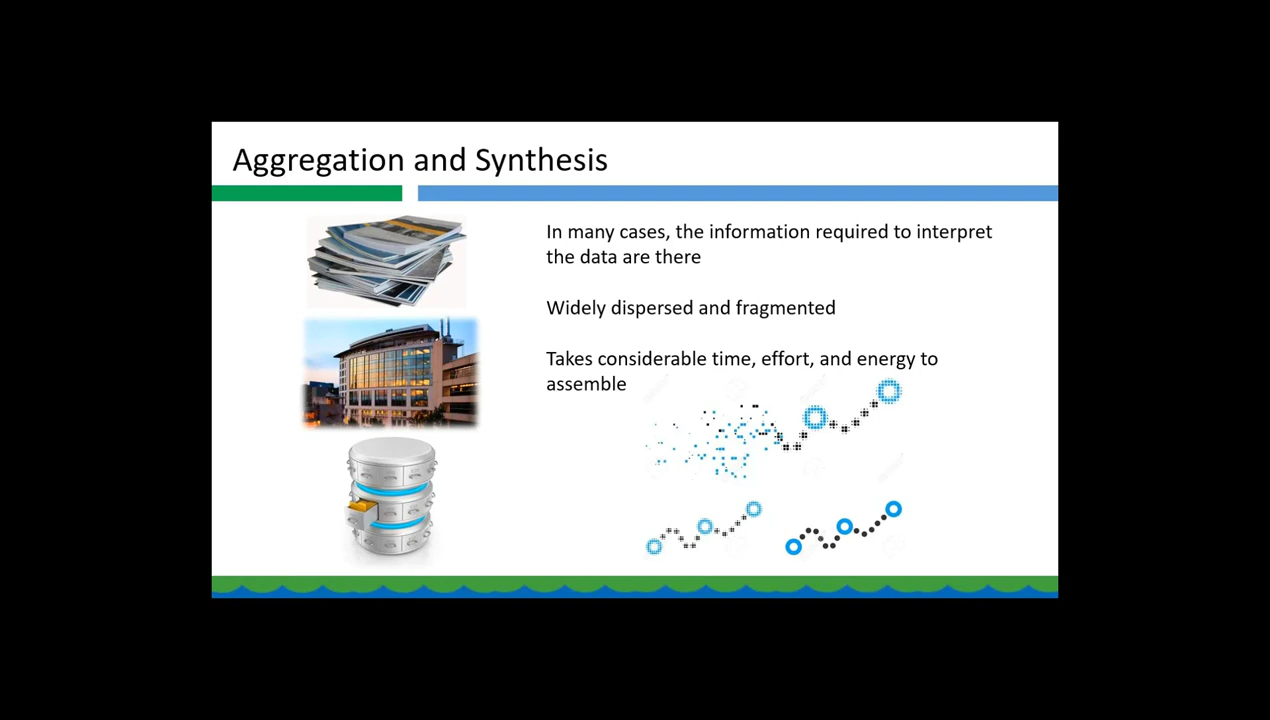 Aggregation and Synthesis
In many cases, the information required to interpret
the data are there
Widely dispersed and fragmented
Takes considerable time, effort, and energy to
assemble